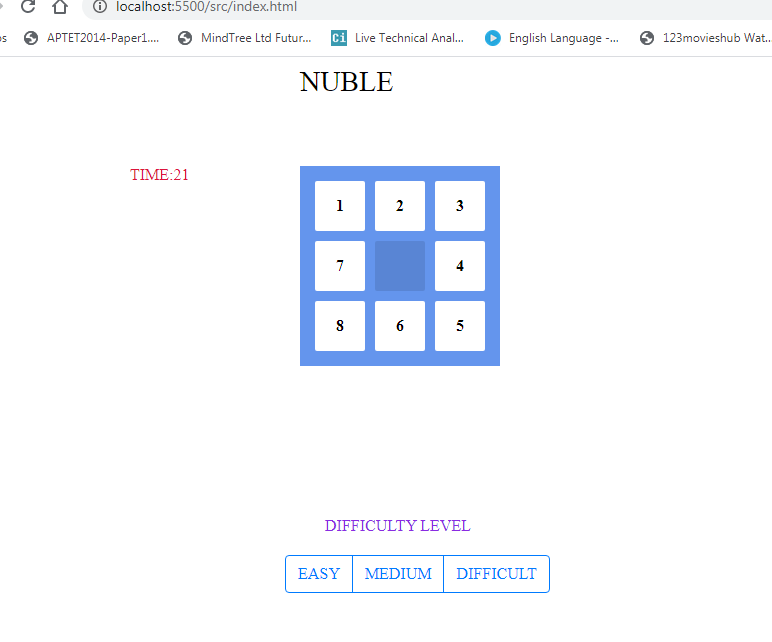 localhost:5500/src/index.html
os APTET2014-Paper1.... MindTree Ltd Futur... Ci Live Technical Anal... English Language -... 123movieshub Wat...
NUBLE
TIME:21
1 2 3
7 4
8 6 5
DIFFICULTY LEVEL
EASY MEDIUM DIFFICULT